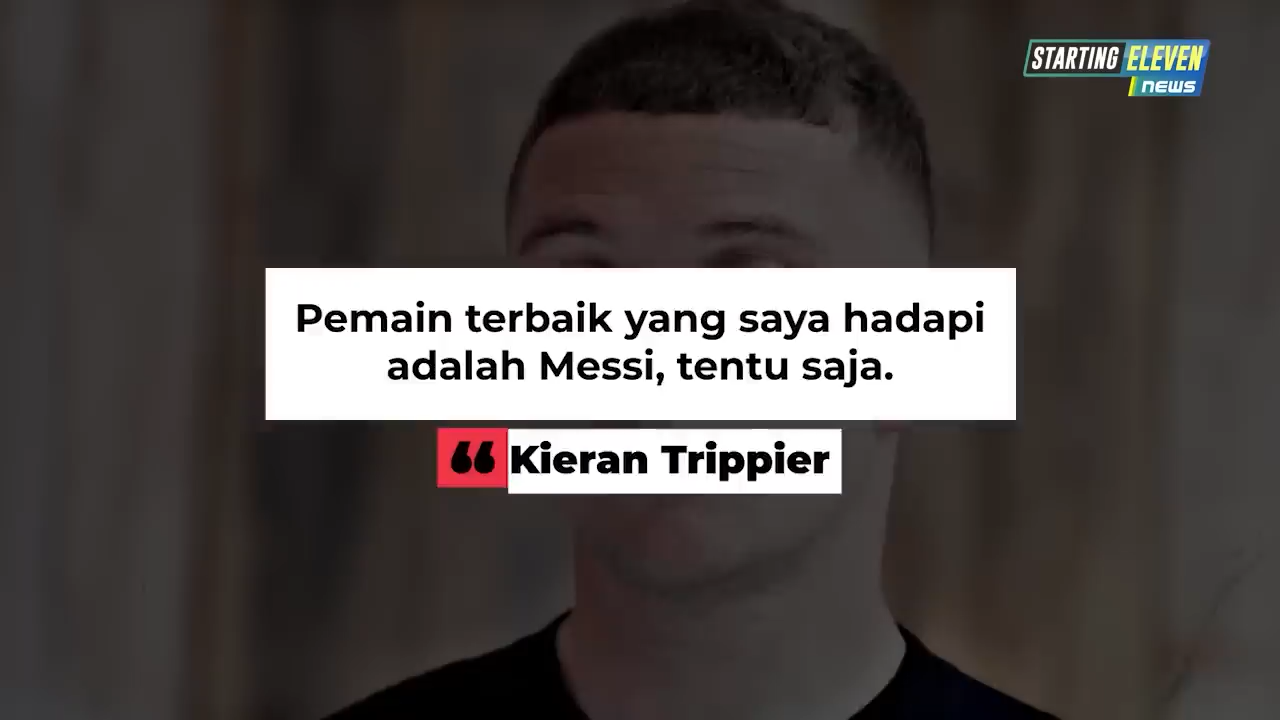 STARTING ELEVEN
news
Pemain terbaik yang saya hadapi
adalah Messi, tentu saja.
“ Kieran Trippier